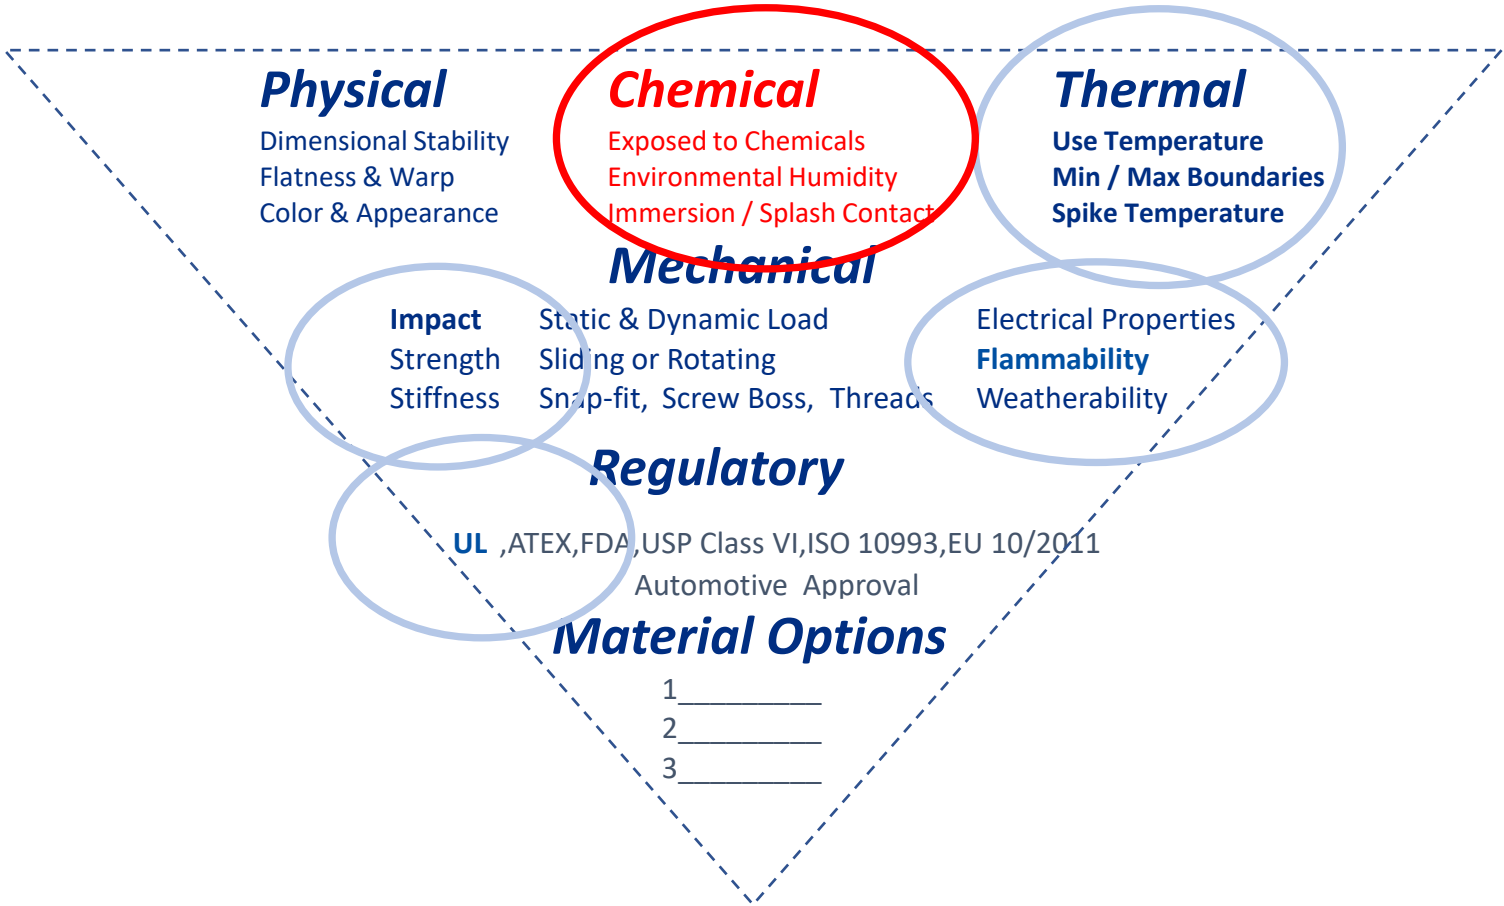 Physical
Dimensional Stability
Flatness & Warp
Color & Appearance
Chemical
Exposed to Chemicals
Environmental Humidity
Immersion / Splash Contact
Thermal
Use Temperature
Min / Max Boundaries
Spike Temperature
Mechanical
Impact
Strength
Stiffness
Static & Dynamic Load
Sliding or Rotating
Snap-fit, Screw Boss, Threads
Electrical Properties
Flammability
Weatherability
Regulatory
UL ,ATEX,FDA,USP Class VI,ISO 10993,EU 10/2011
Automotive Approval
Material Options
1_________
2_________
3_________